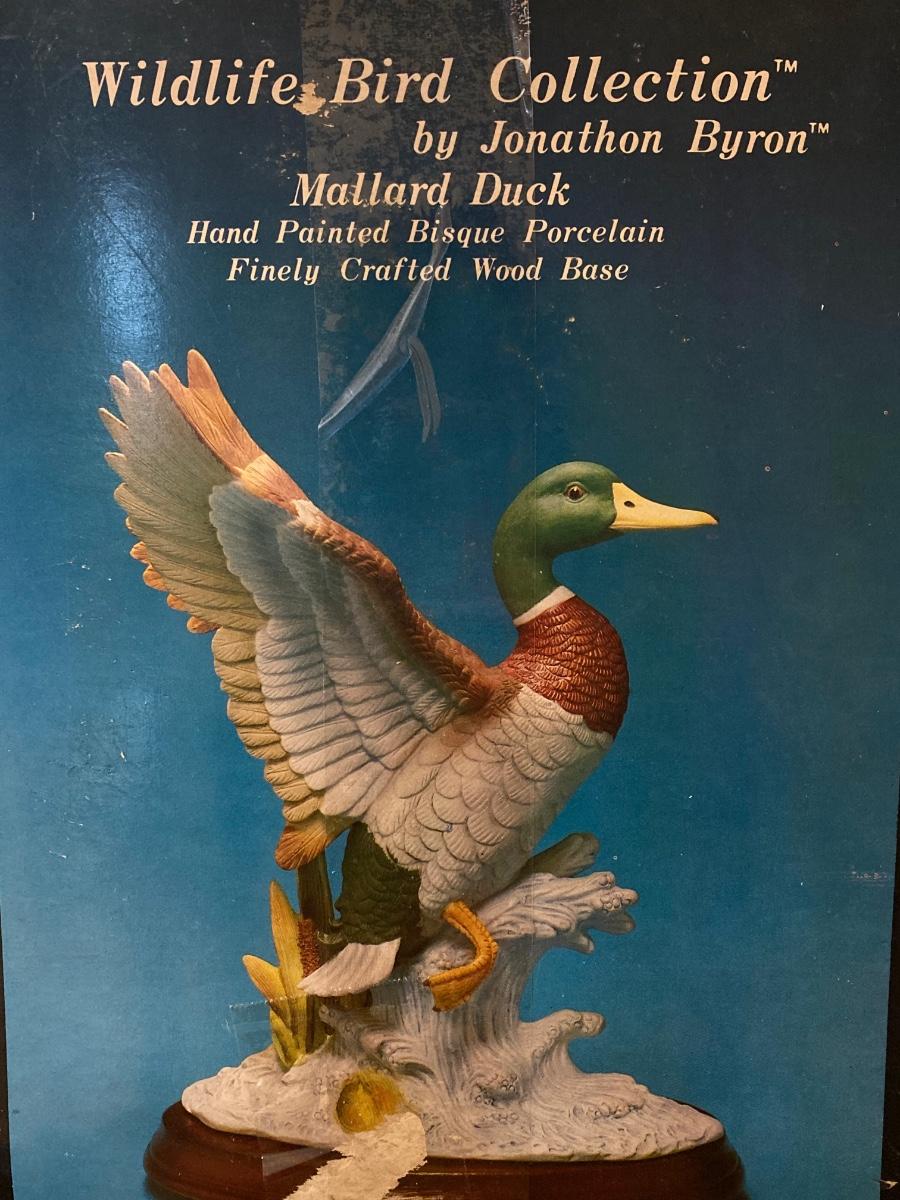 Wildlife Bird Collection™
by Jonathon Byron™
Mallard Duck
Hand Painted Bisque Porcelain
Finely Crafted Wood Base